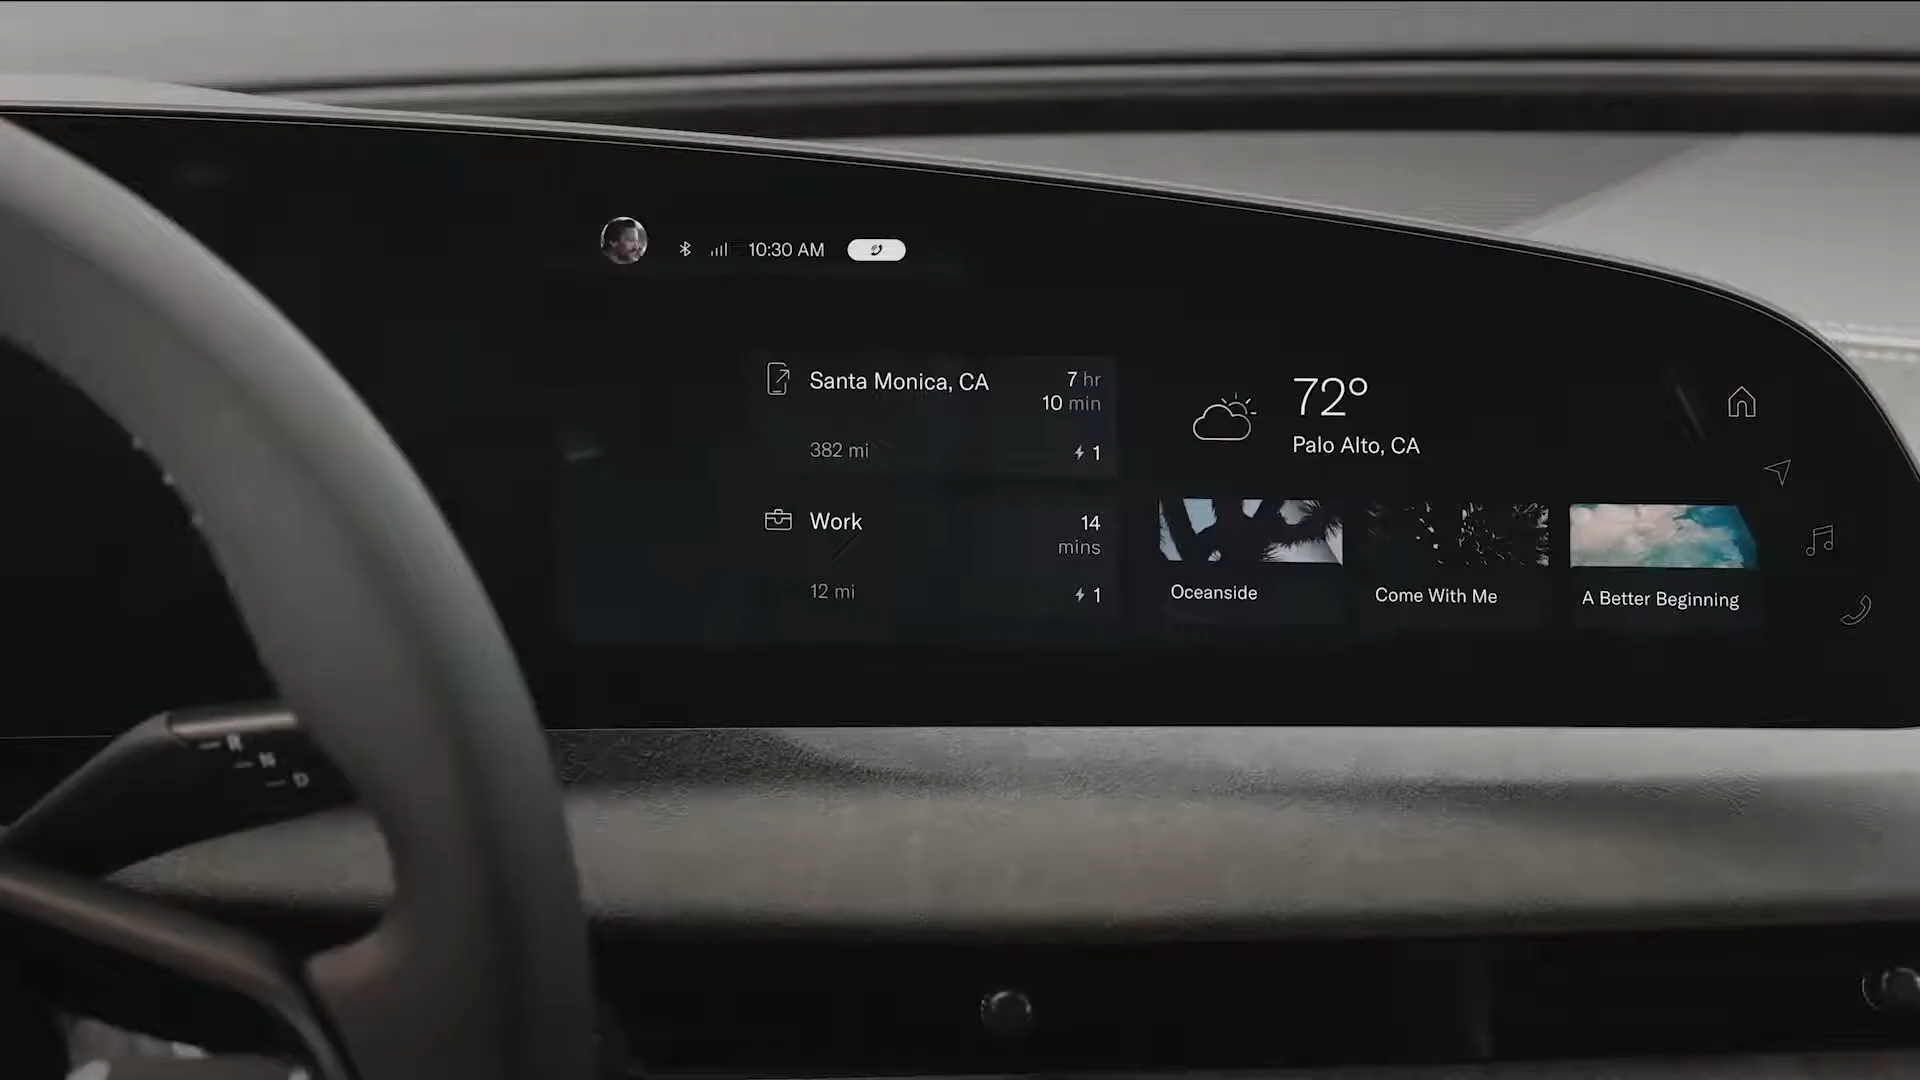 10:30 AM
Santa Monica, CA
7 hr
10 min
382 mi
1
Work
14
mins
12 mi
1
72°
Palo Alto, CA
Oceanside
Come With Me
A Better Beginning
R
N
D